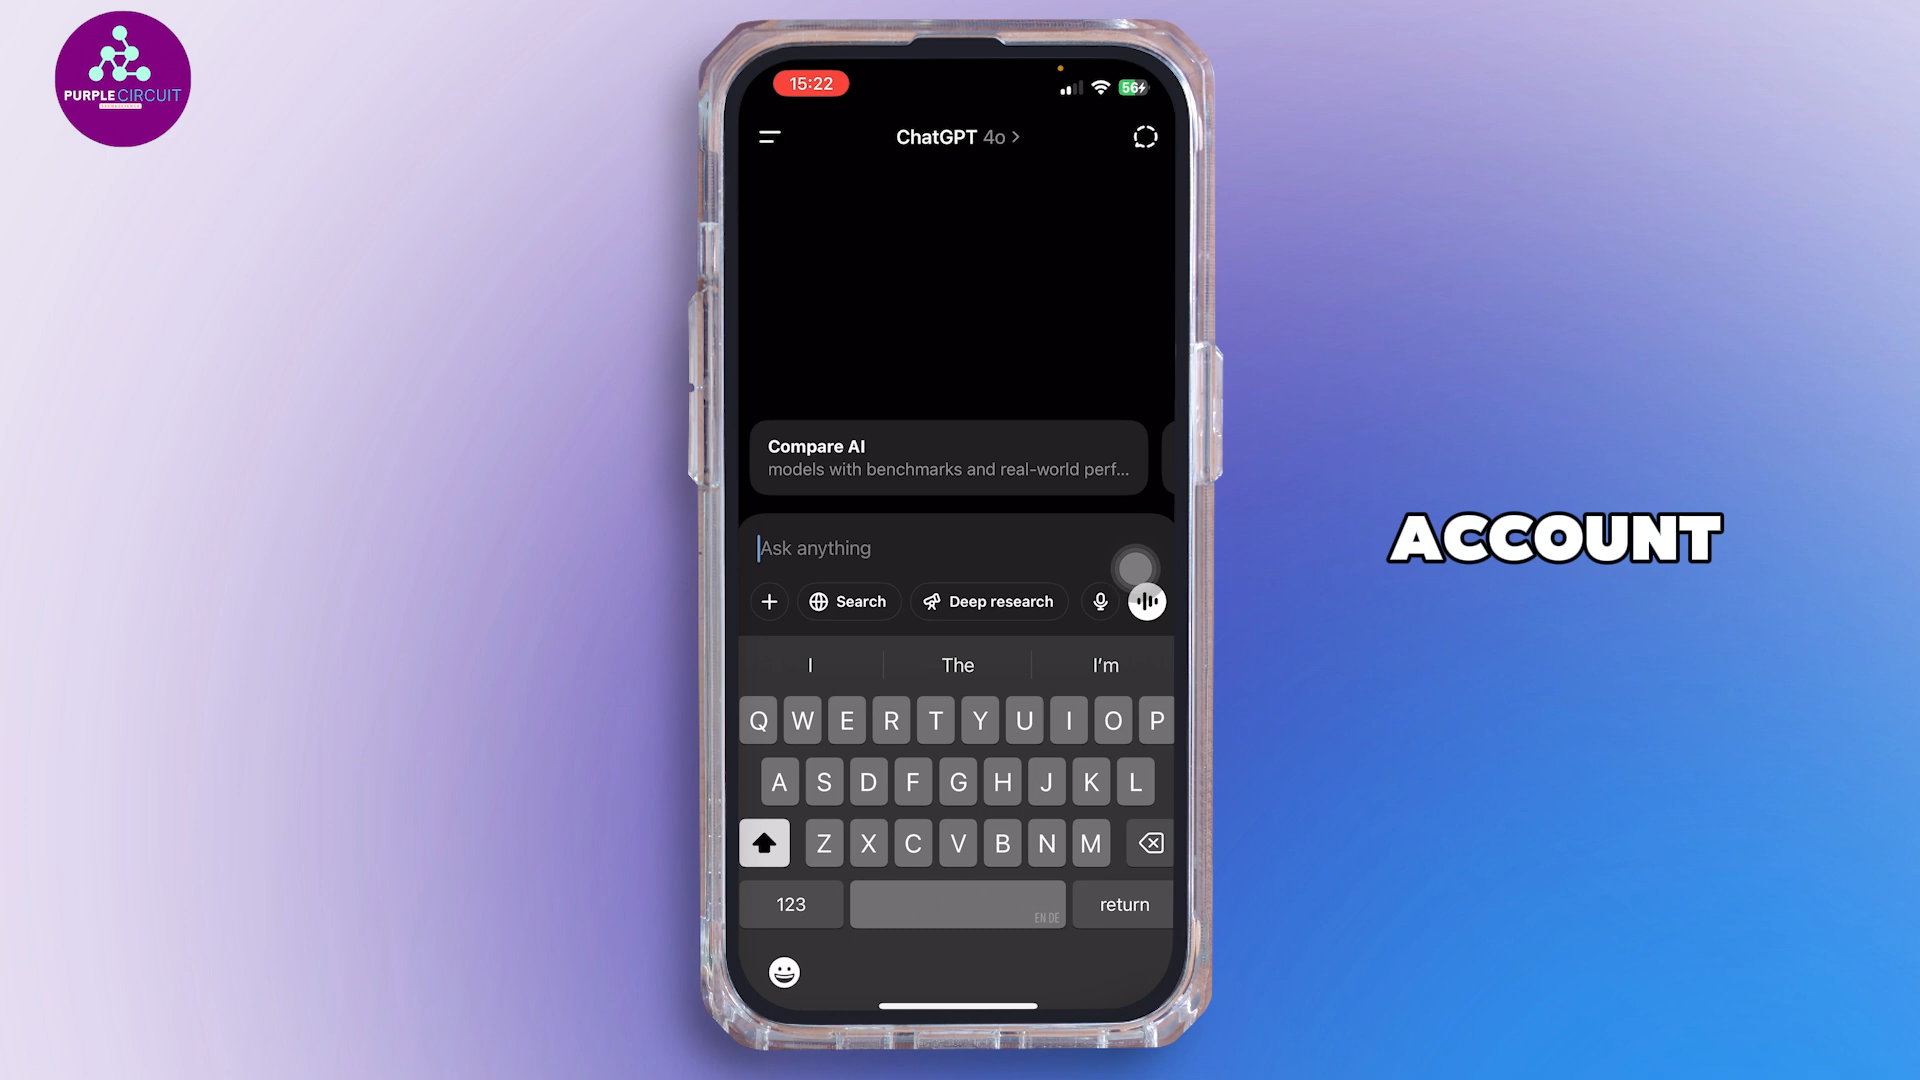 PURPLE CIRCUIT
15:22
56
ChatGPT 4o >
Compare AI
models with benchmarks and real-world perf...
Ask anything
Search
Deep research
I
The
I'm
Q W E R T Y U I O P
A S D F G H J K L
Z X C V B N M
123
EN DE
return
ACCOUNT